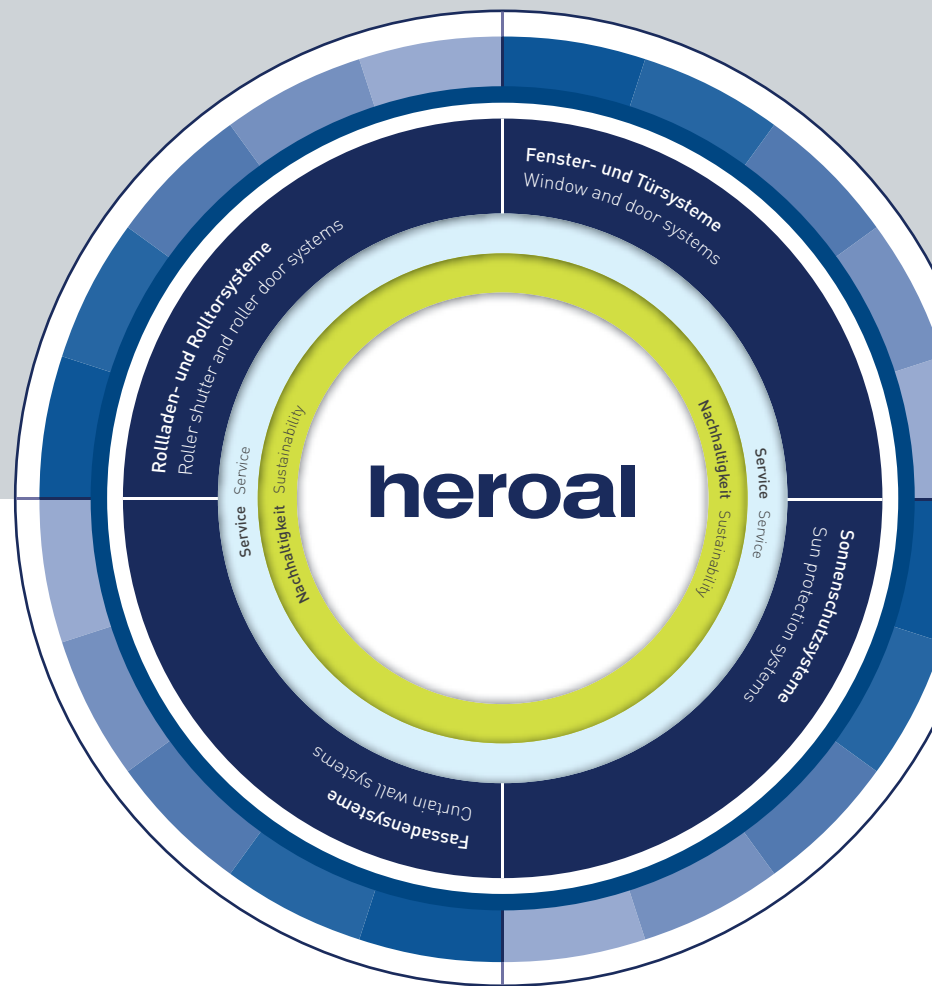 Fenster- und Türsysteme
Window and door systems
Rollladen- und Rolltorsysteme
Roller shutter and roller door systems
Service Service
Nachhaltigkeit Sustainability
heroal
Nachhaltigkeit Sustainability
Service Service
Sonnenschutzsysteme
Sun protection systems
Fassadensysteme
Curtain wall systems